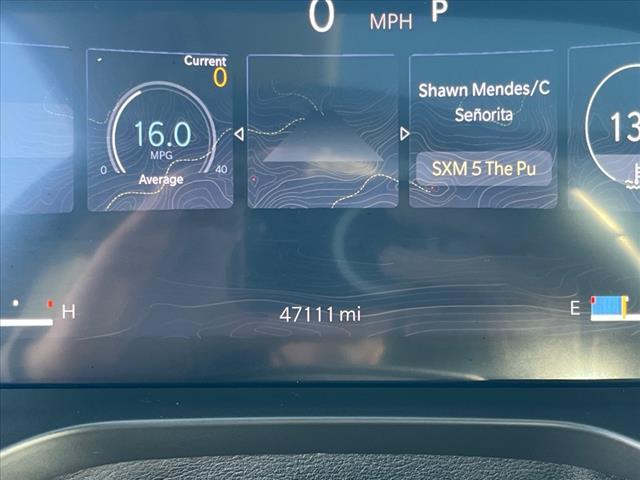 0 MPH P
Current
0
16.0
MPG
0 40
Average
Shawn Mendes/C
Señorita
SXM 5 The Pu
13
H
47111 mi
E